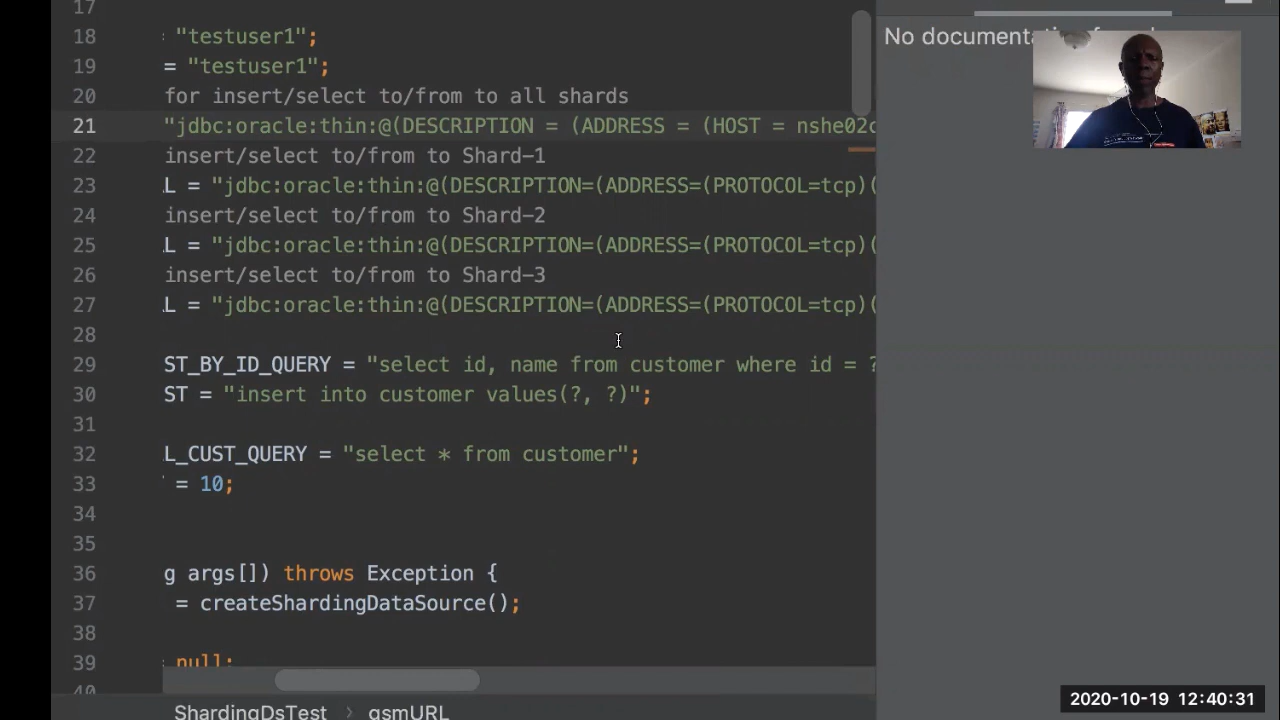 17
18 : "testuser1";
19 = "testuser1";
20 for insert/select to/from to all shards
21 "jdbc:oracle:thin:@(DESCRIPTION = (ADDRESS = (HOST = nshe02c
22 insert/select to/from to Shard-1
23 L = "jdbc:oracle:thin:@(DESCRIPTION=(ADDRESS=(PROTOCOL=tcp)(
24 insert/select to/from to Shard-2
25 L = "jdbc:oracle:thin:@(DESCRIPTION=(ADDRESS=(PROTOCOL=tcp)(
26 insert/select to/from to Shard-3
27 L = "jdbc:oracle:thin:@(DESCRIPTION=(ADDRESS=(PROTOCOL=tcp)(
28
29 ST_BY_ID_QUERY = "select id, name from customer where id = ?
30 ST = "insert into customer values(?, ?)";
31
32 L_CUST_QUERY = "select * from customer";
33 = 10;
34
35
36 g args[]) throws Exception {
37 = createShardingDataSource();
38
39 : null;
40
ShardingDsTest > gsmURL
No documenta
2020-10-19 12:40:31